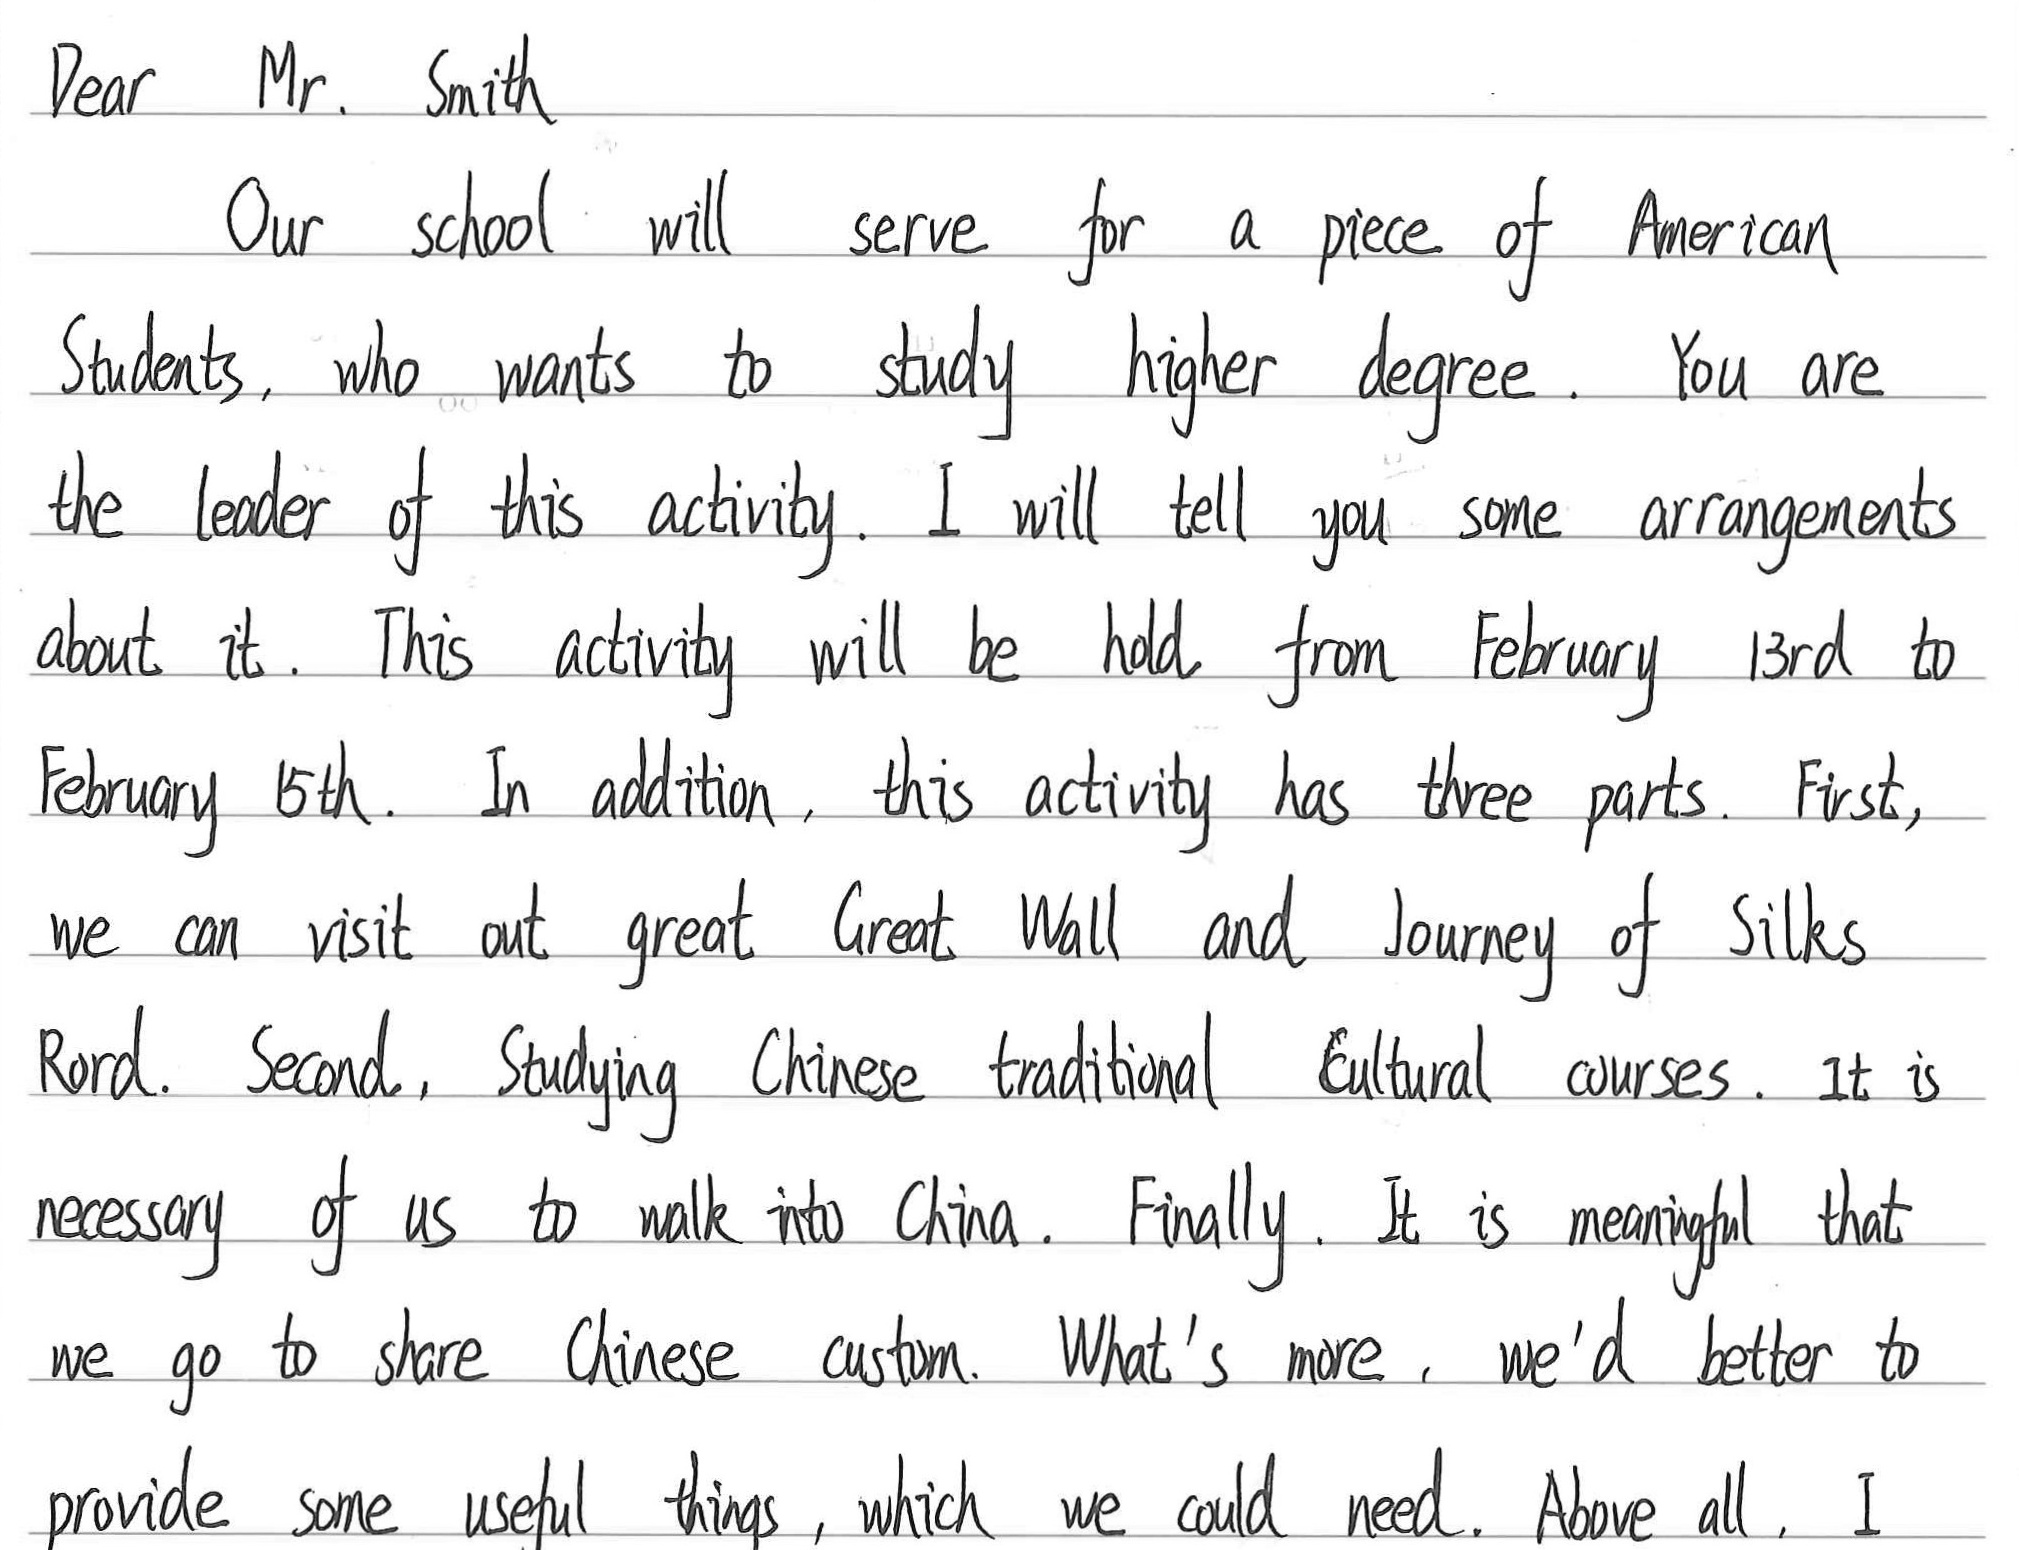 Dear Mr. Smith
Our school will serve for a piece of American
Students, who wants to study higher degree. You are
the leader of this activity. I will tell you some arrangements
about it. This activity will be hold from February 13rd to
February 15th. In addition, this activity has three parts. First,
we can visit out great Great Wall and Journey of Silks
Rord. Second, Studying Chinese traditional Cultural courses. It is
necessary of us to walk into China. Finally. It is meaningful that
we go to share Chinese custom. What's more, we'd better to
provide some useful things, which we could need. Above all, I